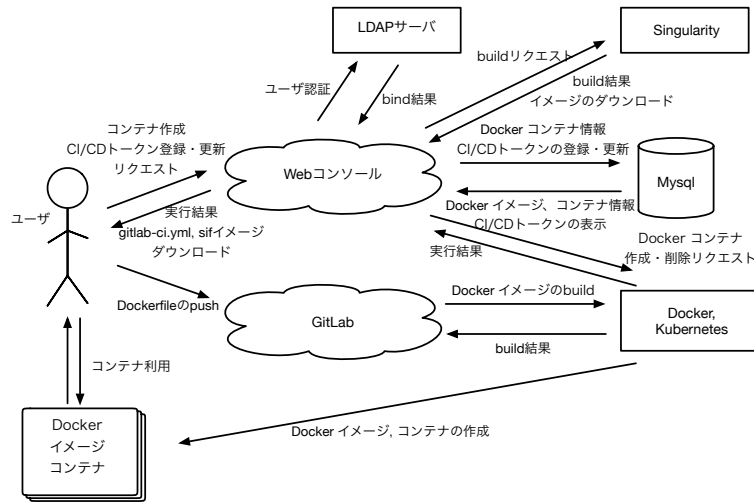 LDAPサーバ
Singularity
buildリクエスト
ユーザ認証
bind結果
build結果
イメージのダウンロード
コンテナ作成
CI/CDトークン登録・更新
リクエスト
Docker コンテナ情報
CI/CDトークンの登録・更新
Webコンソール
Mysql
ユーザ
実行結果
gitlab-ci.yml, sifイメージ
ダウンロード
Docker イメージ、コンテナ情報
CI/CDトークンの表示
実行結果
Docker コンテナ
作成・削除リクエスト
Dockerfileのpush
GitLab
Docker イメージのbuild
build結果
Docker,
Kubernetes
コンテナ利用
Docker
イメージ
コンテナ
Docker イメージ, コンテナの作成